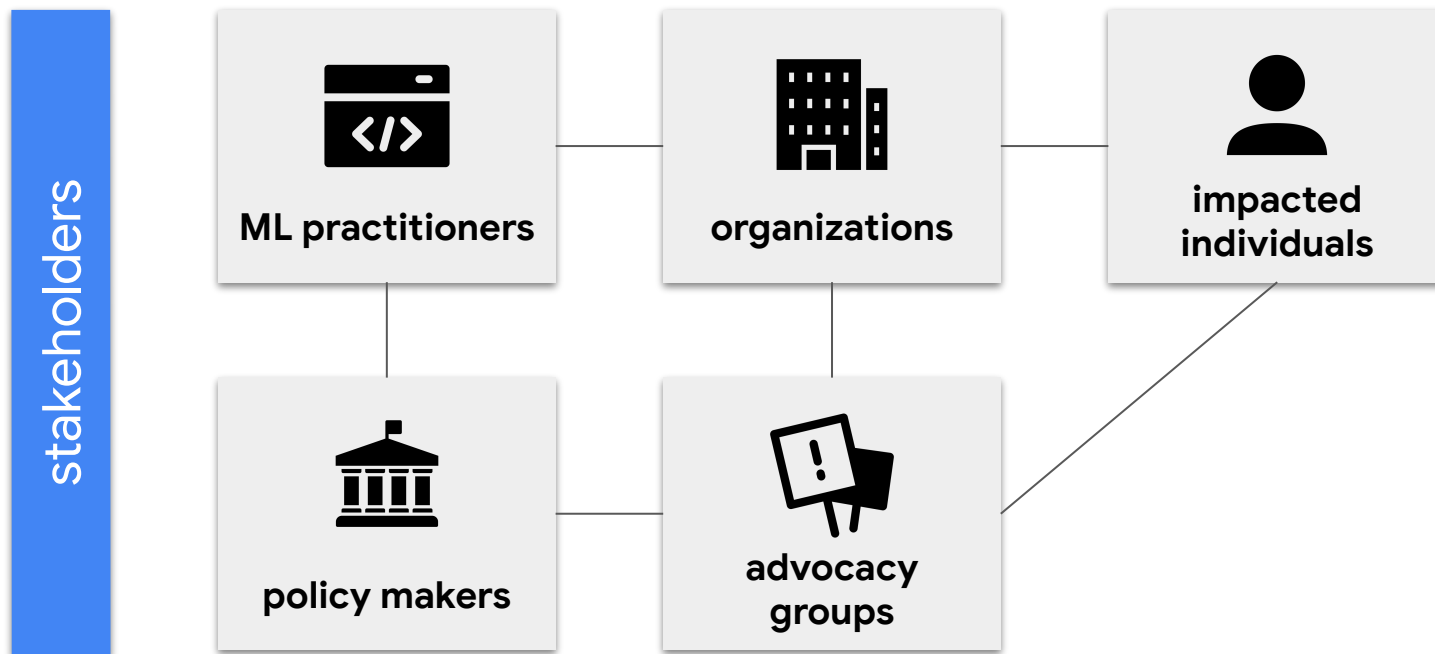 stakeholders
</>
ML practitioners
organizations
impacted
individuals
policy makers
!
advocacy
groups